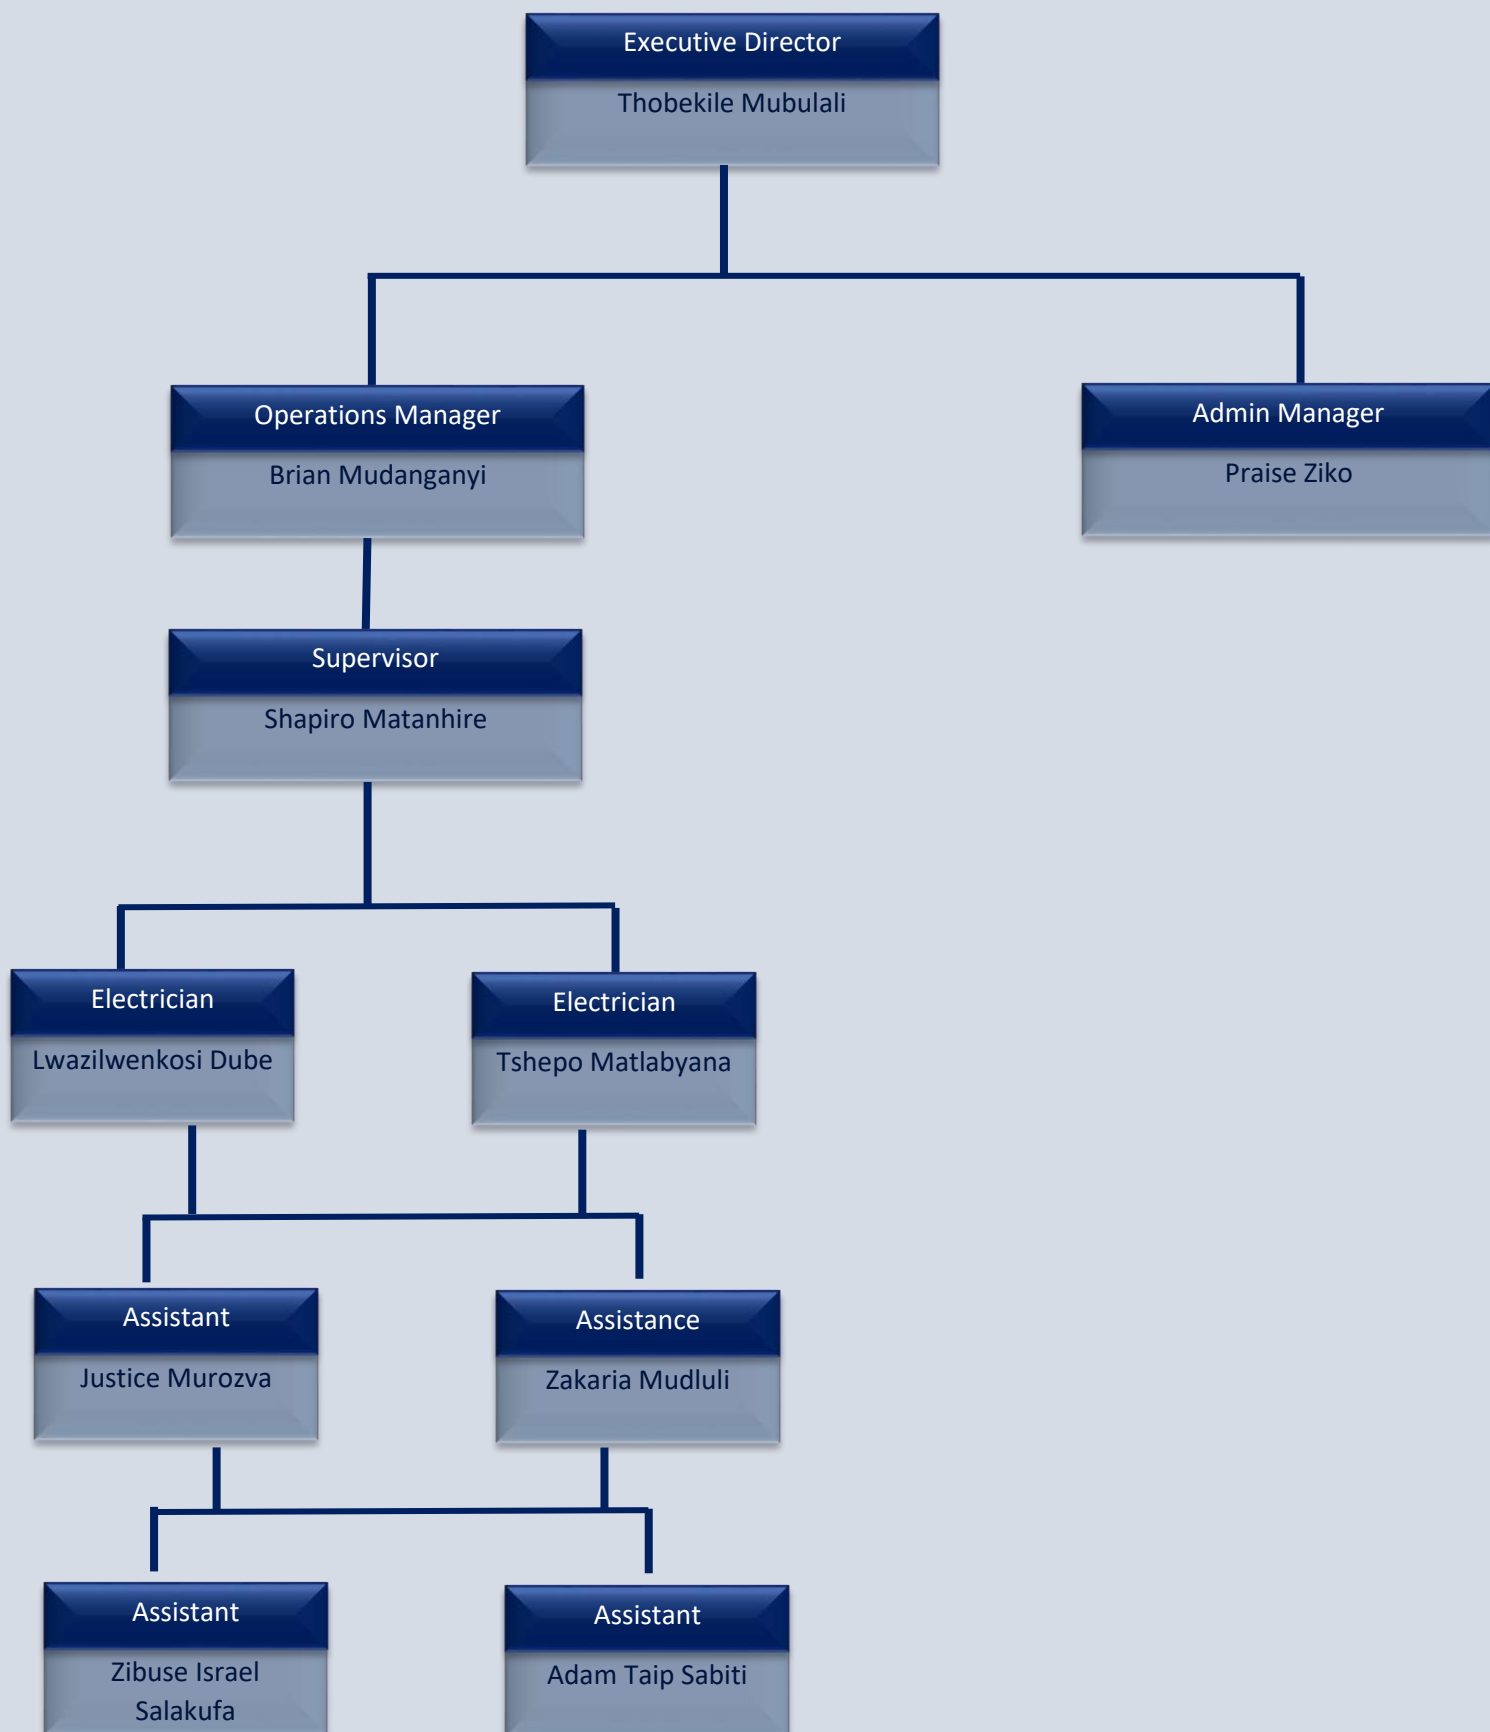 Executive Director
Thobekile Mubulali
Operations Manager
Brian Mudanganyi
Admin Manager
Praise Ziko
Supervisor
Shapiro Matanhire
Electrician
Lwazilwenkosi Dube
Electrician
Tshepo Matlabyana
Assistant
Justice Murozva
Assistance
Zakaria Mudluli
Assistant
Zibuse Israel
Salakufa
Assistant
Adam Taip Sabiti